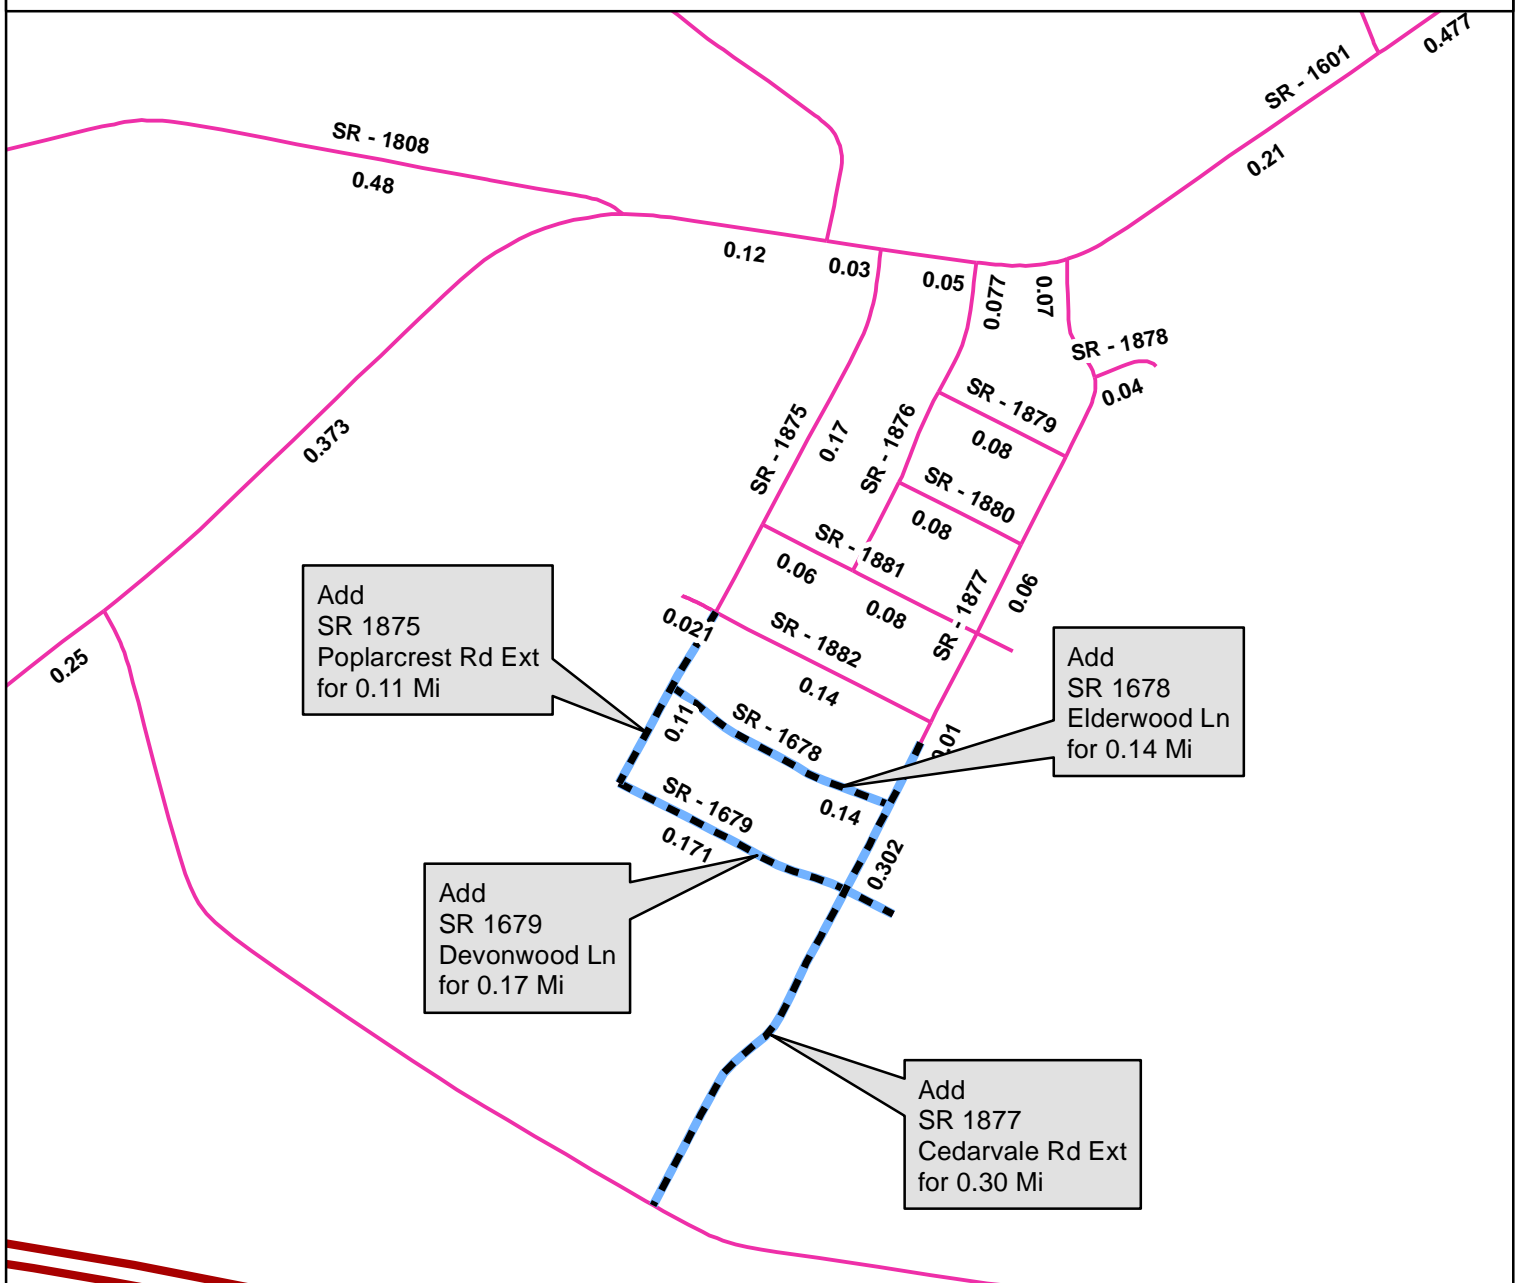 0.477
SR - 1601
0.21
SR - 1808
0.48
0.12
0.03
0.05
0.077
0.07
SR - 1878
0.04
SR - 1879
0.08
SR - 1875
0.17
SR - 1876
SR - 1880
0.08
0.373
SR - 1881
0.06
0.08
SR - 1877
0.06
0.021
SR - 1882
0.14
0.25
Add
SR 1875
Poplarcrest Rd Ext
for 0.11 Mi
Add
SR 1678
Elderwood Ln
for 0.14 Mi
0.11
SR - 1678
0.01
0.14
SR - 1679
0.171
0.302
Add
SR 1679
Devonwood Ln
for 0.17 Mi
Add
SR 1877
Cedarvale Rd Ext
for 0.30 Mi